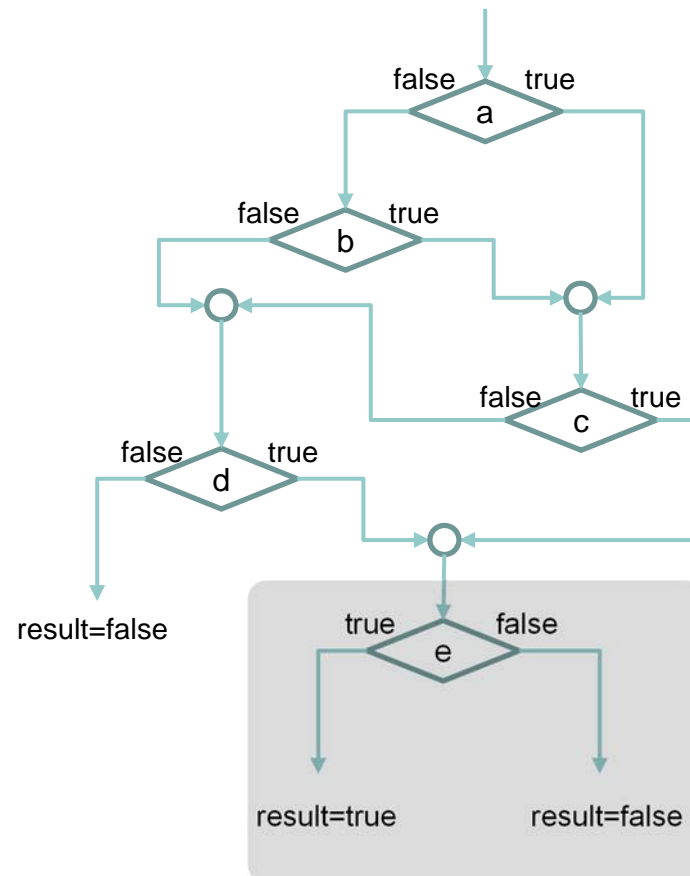 false true
a
false true
b
false true
c
false true
d
result=false
true false
e
result=true result=false